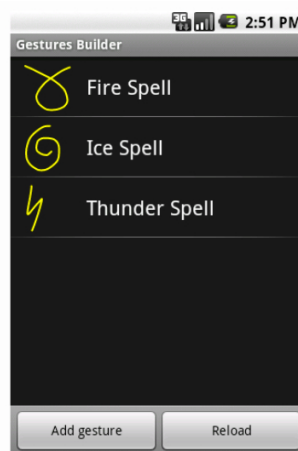 3G 2:51 PM
Gestures Builder
Fire Spell
Ice Spell
Thunder Spell
Add gesture Reload